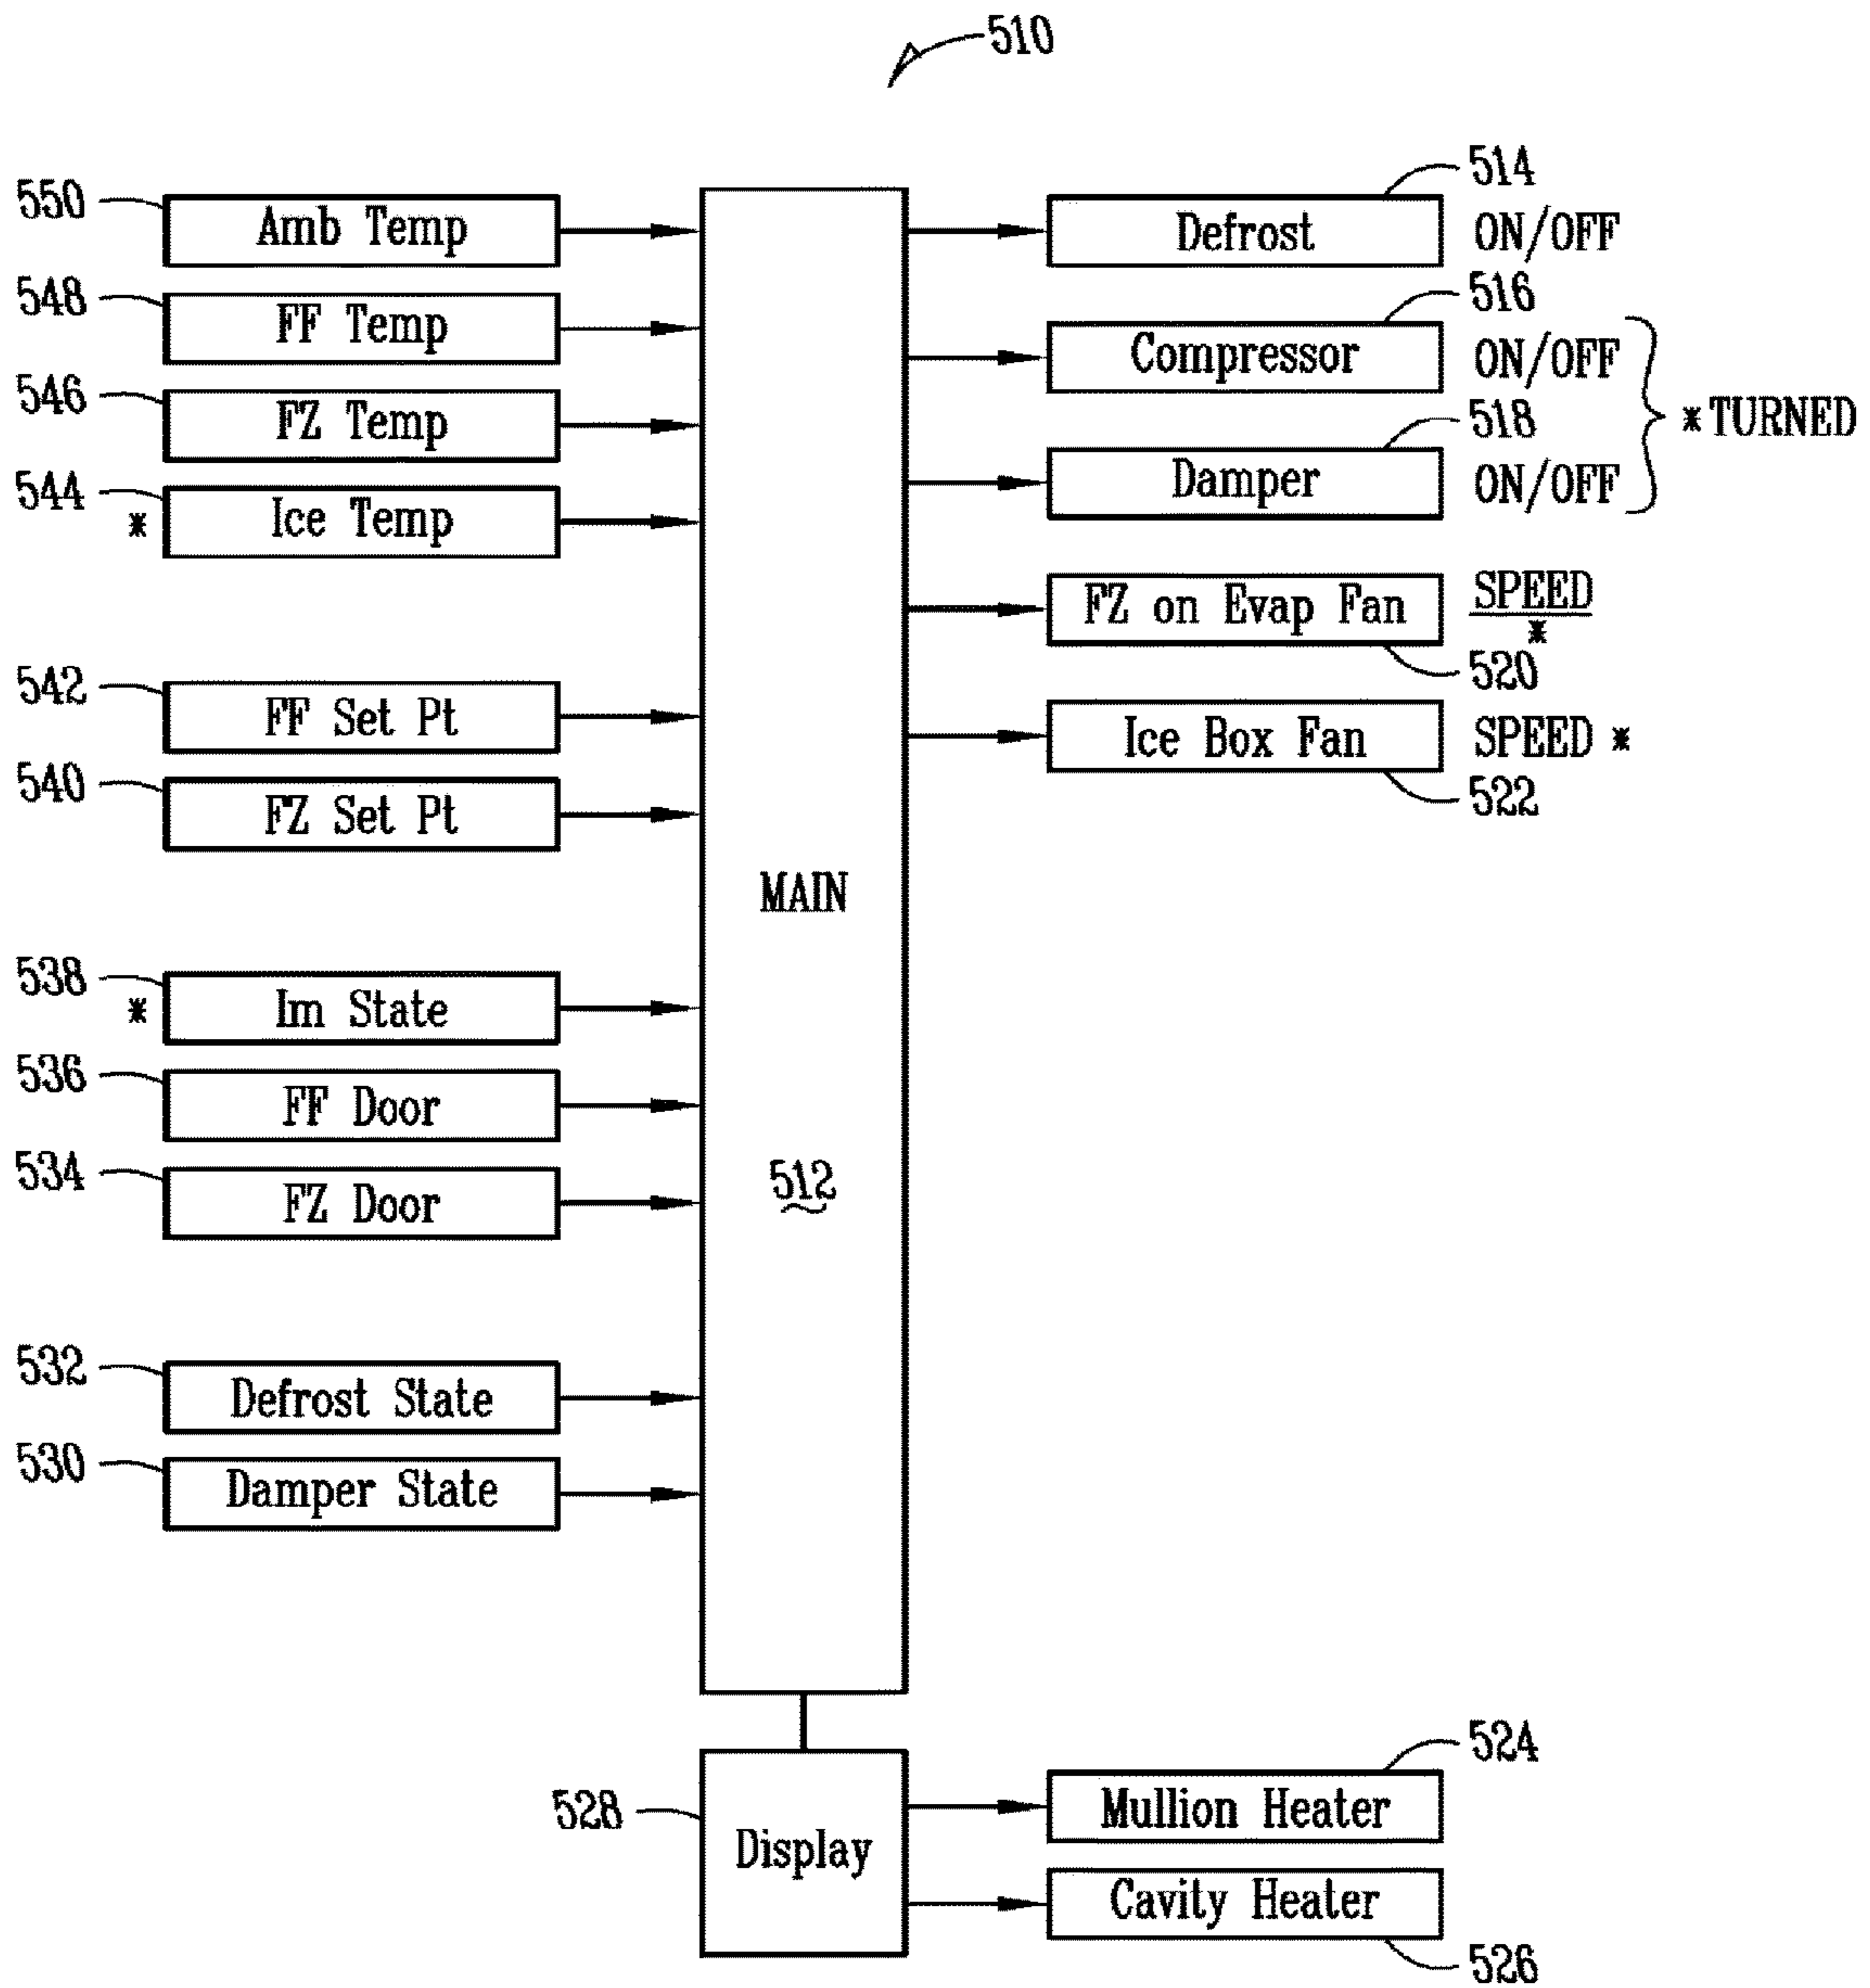 510
550
Amb Temp
548
FF Temp
546
FZ Temp
544
* Ice Temp
542
FF Set Pt
540
FZ Set Pt
538
* Im State
536
FF Door
534
FZ Door
532
Defrost State
530
Damper State
MAIN
512
514
Defrost ON/OFF
516
Compressor ON/OFF
518
Damper ON/OFF
* TURNED
FZ on Evap Fan SPEED
*
520
Ice Box Fan SPEED *
522
528
Display
524
Mullion Heater
Cavity Heater
526